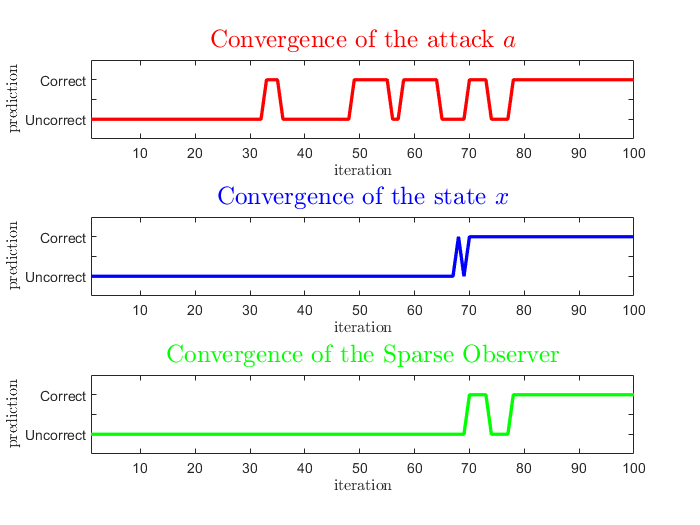 Convergence of the attack a
prediction
Correct
Uncorrect
10 20 30 40 50 60 70 80 90 100
iteration
Convergence of the state x
prediction
Correct
Uncorrect
10 20 30 40 50 60 70 80 90 100
iteration
Convergence of the Sparse Observer
prediction
Correct
Uncorrect
10 20 30 40 50 60 70 80 90 100
iteration